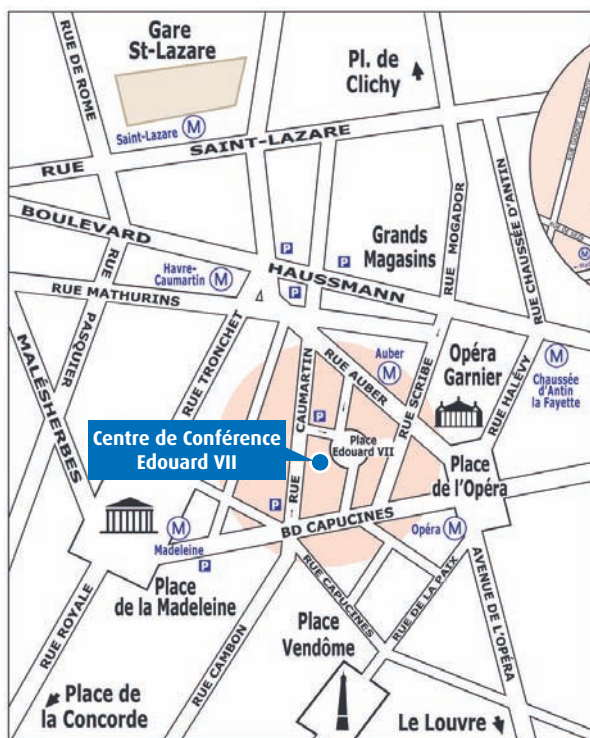 Gare
St-Lazare
Pl. de
Clichy
RUE DE ROME
Saint-Lazare M
RUE SAINT-LAZARE
BOULEVARD HAUSSMANN
RUE PASQUIER
Havre-
Caumartin M
P
P
P
Grands
Magasins
RUE MOGADOR
RUE CHAUSSÉE D'ANTIN
RUE MATHURINS
MALÉSHERBES
RUE TRONCHET
RUE CAUMARTIN
RUE AUBER
Auber
M
RUE SCRIBE
Opéra
Garnier
RUE HALÉVY
M
Chaussée
d'Antin
la Fayette
P
Place
Edouard VII
Centre de Conférence
Edouard VII
Place
de l'Opéra
P
M
Madeleine
P
BD CAPUCINES
Opéra M
Place
de la Madeleine
RUE CAPUCINES
RUE DE LA PAIX
AVENUE DE L'OPÉRA
RUE ROYALE
RUE CAMBON
Place
Vendôme
Place de
la Concorde
Le Louvre